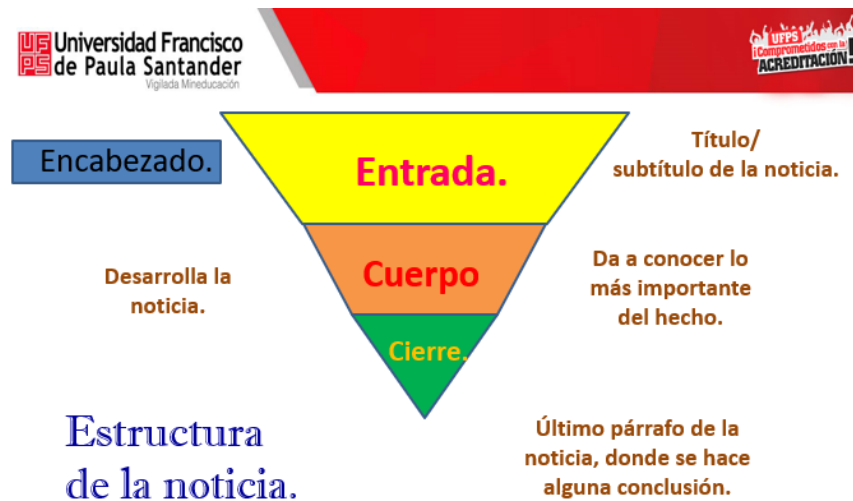 UFPS Universidad Francisco
de Paula Santander
Vigilada Mineducación
UFPS
¡Comprometidos con la
ACREDITACIÓN!
Encabezado.
Entrada.
Título/
subtítulo de la noticia.
Desarrolla la
noticia.
Cuerpo
Da a conocer lo
más importante
del hecho.
Cierre.
Estructura
de la noticia.
Último párrafo de la
noticia, donde se hace
alguna conclusión.